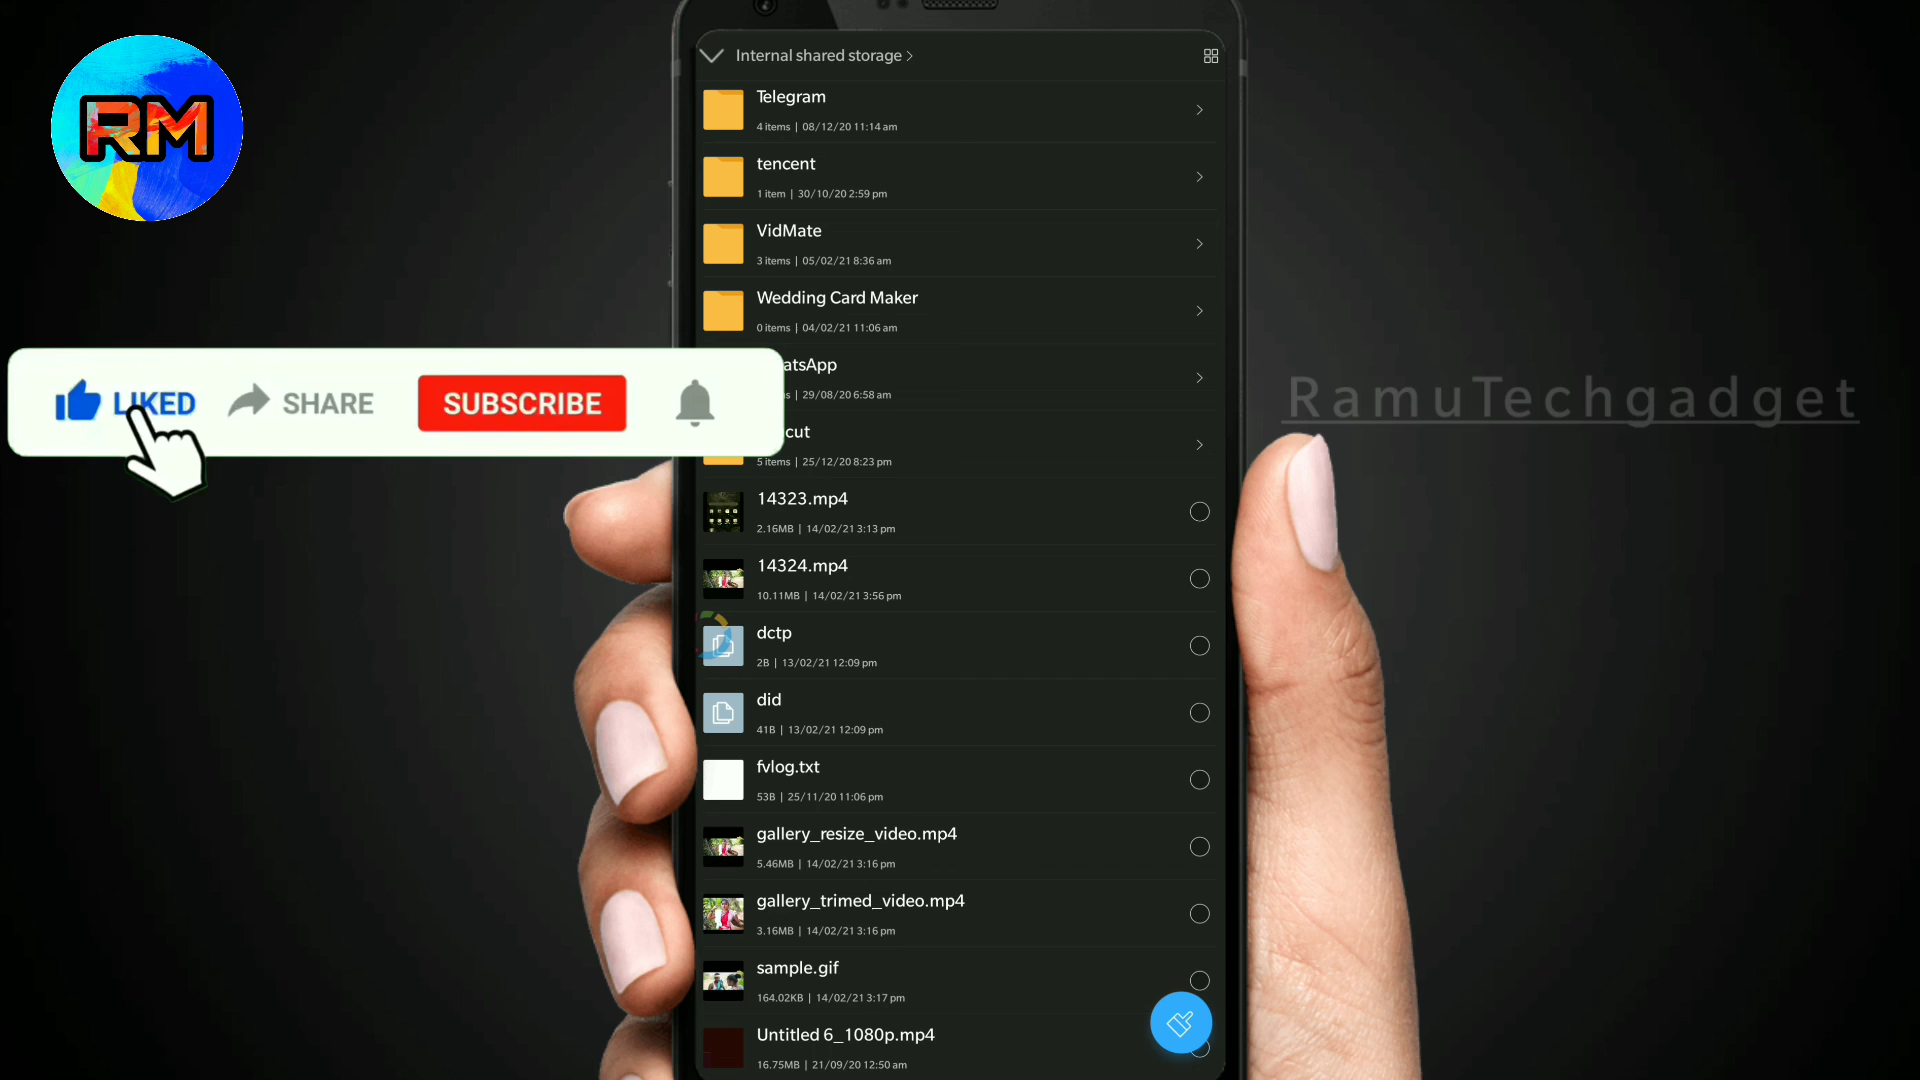 RM
Internal shared storage >
Telegram
4 items | 08/12/20 11:14 am
tencent
1 item | 30/10/20 2:59 pm
VidMate
3 items | 05/02/21 8:36 am
Wedding Card Maker
0 items | 04/02/21 11:06 am
atsApp
s | 29/08/20 6:58 am
LIKED
SHARE
SUBSCRIBE
RamuTechgadget
cut
5 items | 25/12/20 8:23 pm
14323.mp4
2.16MB | 14/02/21 3:13 pm
14324.mp4
10.11MB | 14/02/21 3:56 pm
dctp
2B | 13/02/21 12:09 pm
did
41B | 13/02/21 12:09 pm
fvlog.txt
53B | 25/11/20 11:06 pm
gallery_resize_video.mp4
5.46MB | 14/02/21 3:16 pm
gallery_trimed_video.mp4
3.16MB | 14/02/21 3:16 pm
sample.gif
164.02KB | 14/02/21 3:17 pm
Untitled 6_1080p.mp4
16.75MB | 21/09/20 12:50 am